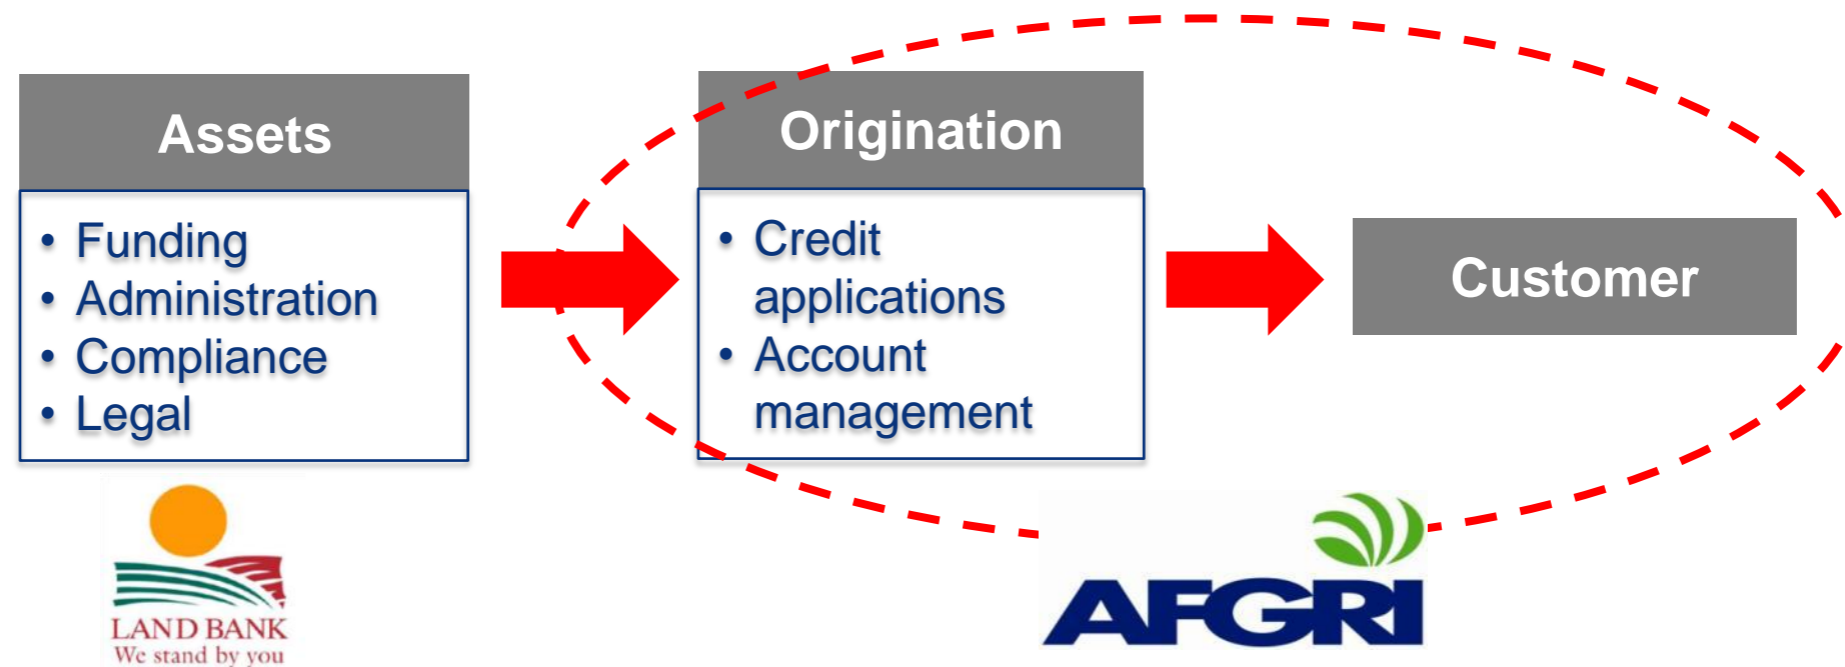 Assets
• Funding
• Administration
• Compliance
• Legal
LAND BANK
We stand by you
Origination
• Credit
applications
• Account
management
Customer
AFGRI